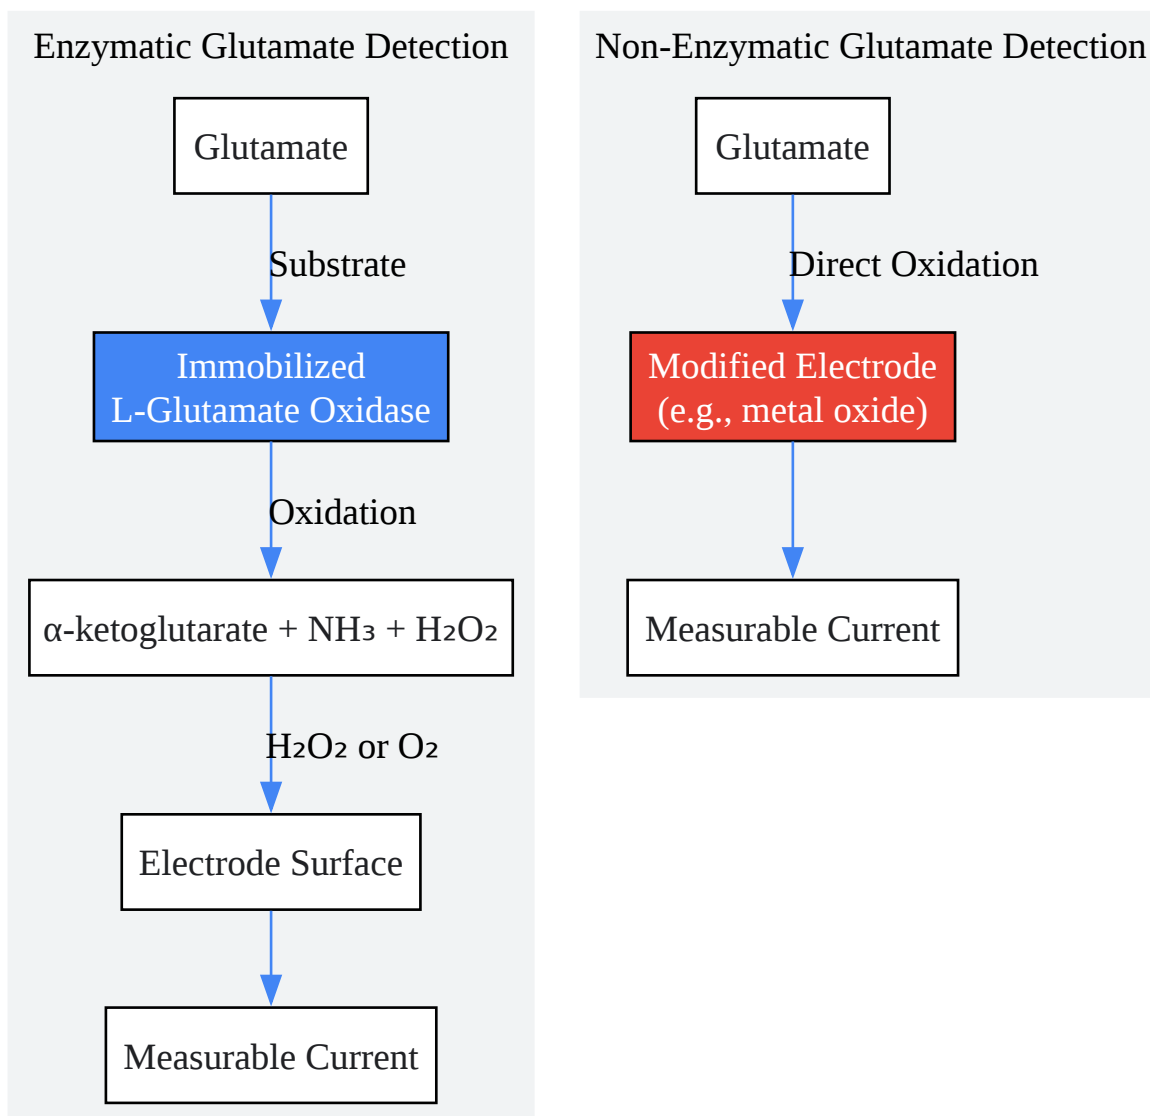 Enzymatic Glutamate Detection
Glutamate
Substrate
Immobilized
L-Glutamate Oxidase
Oxidation
α-ketoglutarate + NH₃ + H₂O₂
H₂O₂ or O₂
Electrode Surface
Measurable Current
Non-Enzymatic Glutamate Detection
Glutamate
Direct Oxidation
Modified Electrode
(e.g., metal oxide)
Measurable Current